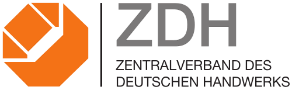 ZDH
ZENTRALVERBAND DES
DEUTSCHEN HANDWERKS